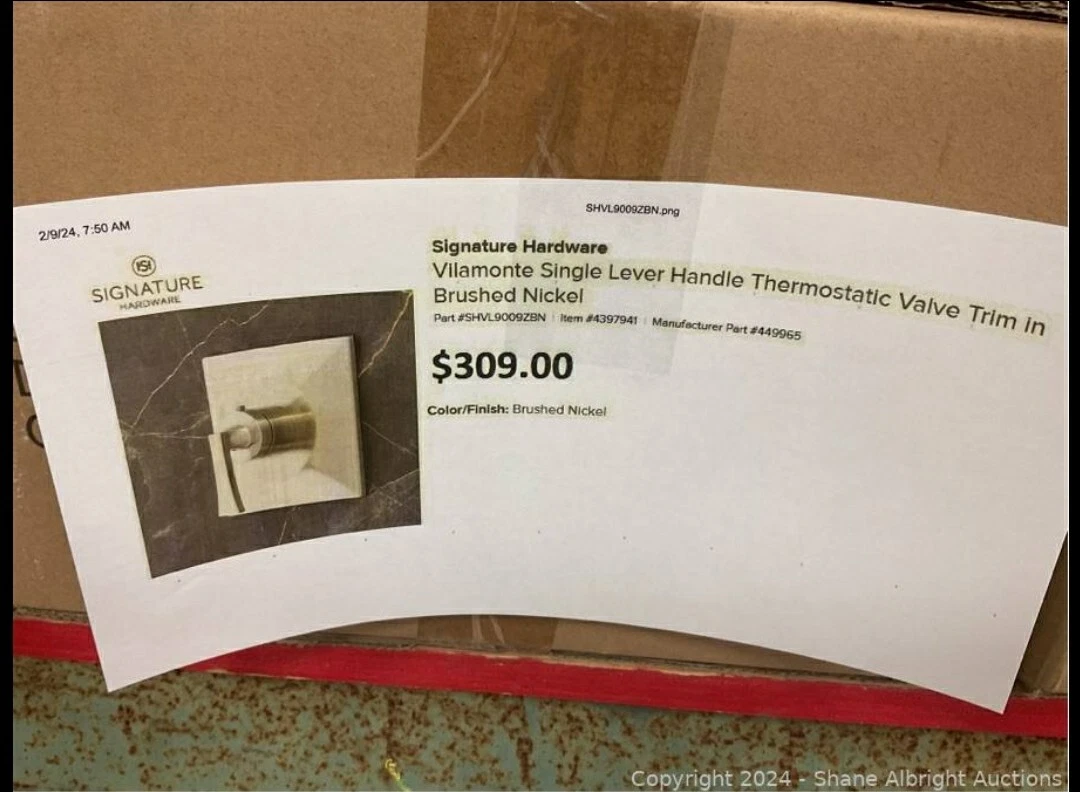 2/9/24, 7:50 AM
SHVL9009ZBN.png
SIGNATURE
HARDWARE
Signature Hardware
Vilamonte Single Lever Handle Thermostatic Valve Trim in
Brushed Nickel
Part #SHVL9009ZBN | Item #4397941 | Manufacturer Part #449965
$309.00
Color/Finish: Brushed Nickel
Copyright 2024 - Shane Albright Auctions